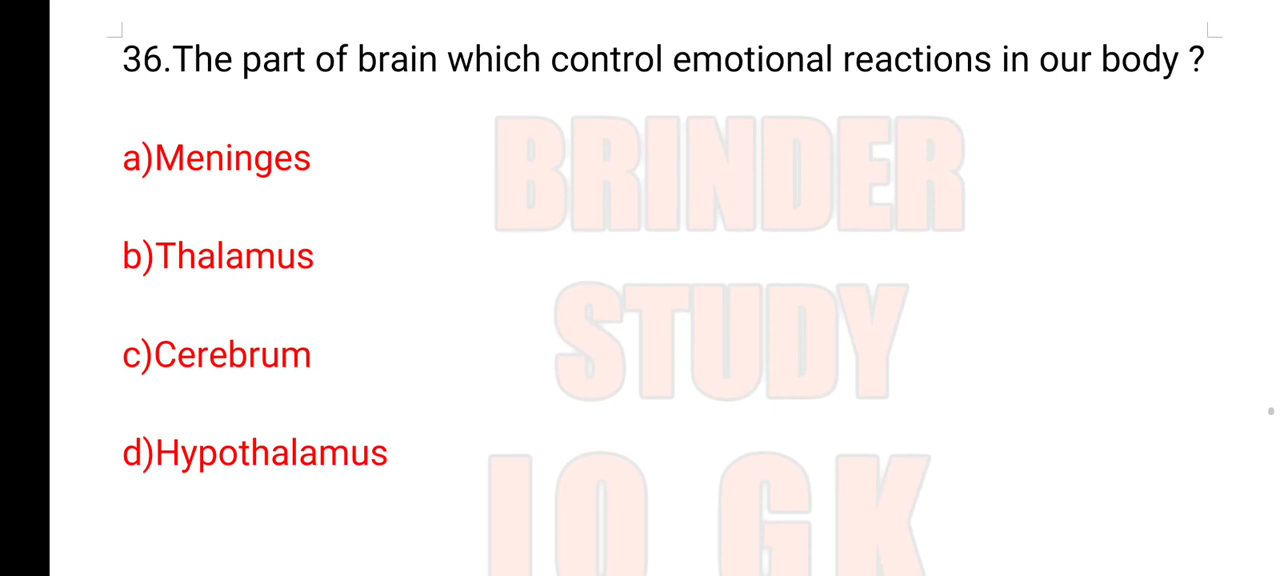 36.The part of brain which control emotional reactions in our body ?
a)Meninges
b)Thalamus
c)Cerebrum
d)Hypothalamus
BRINDER
STUDY
IQ GK